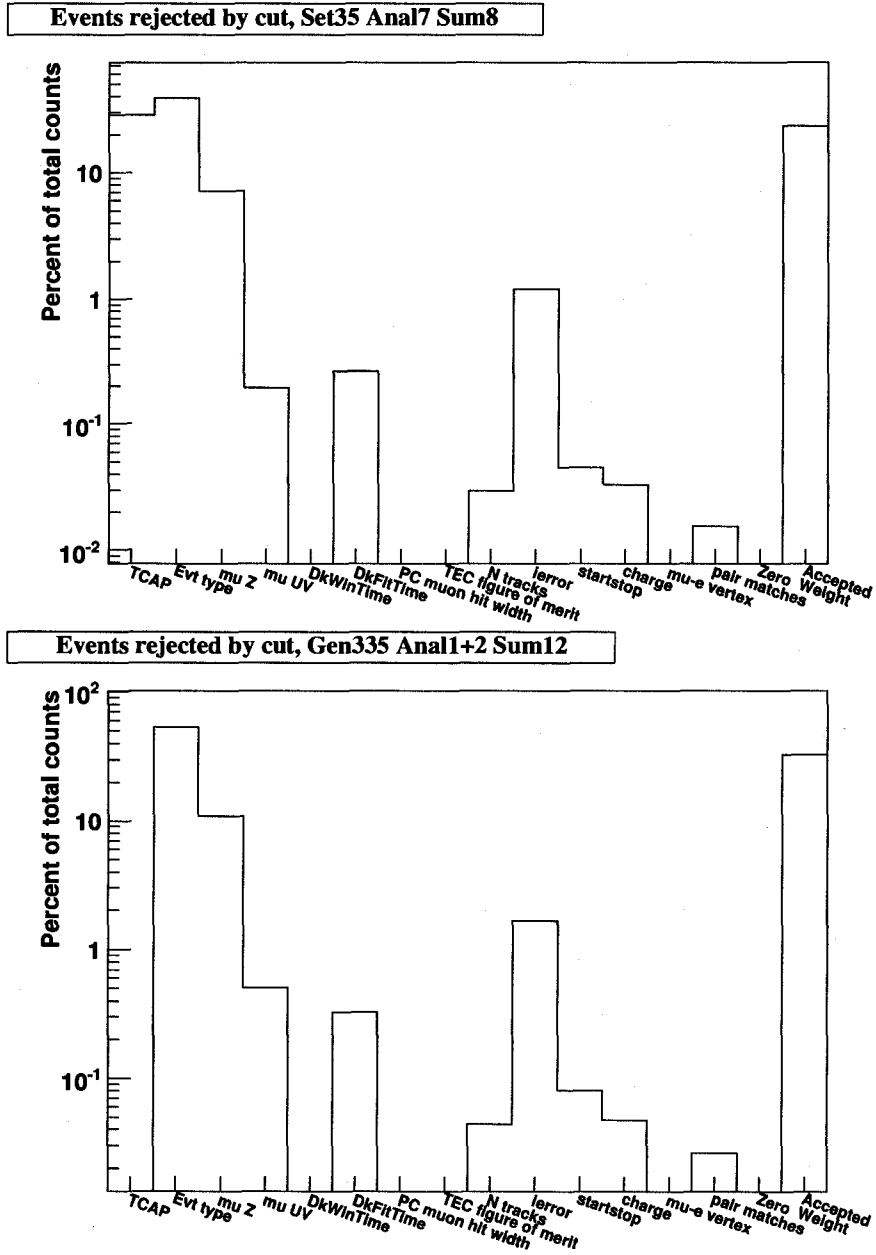 Events rejected by cut, Set35 Anal7 Sum8
Percent of total counts
10
1
10-1
10-2
TCAP
Evt type
mu Z
mu UV
DkWinTime
DkFitTime
PC muon hit width
TEC figure of merit
N tracks
ierror
startstop
charge
mu-e vertex
pair matches
Zero Weight
Accepted
Events rejected by cut, Gen335 Anal1+2 Sum12
Percent of total counts
102
10
1
10-1
TCAP
Evt type
mu Z
mu UV
DkWinTime
DkFitTime
PC muon hit width
TEC figure of merit
N tracks
ierror
startstop
charge
mu-e vertex
pair matches
Zero Weight
Accepted